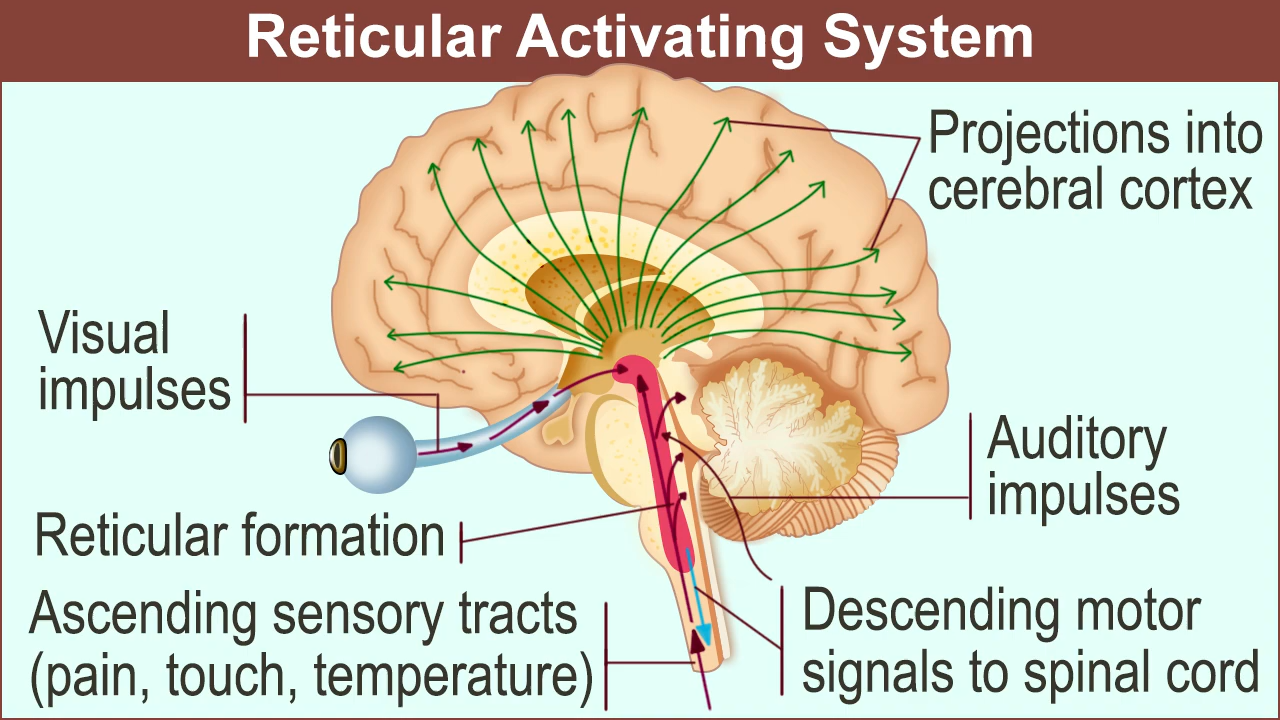 Reticular Activating System
Projections into
cerebral cortex
Visual
impulses
Auditory
impulses
Reticular formation
Ascending sensory tracts
(pain, touch, temperature)
Descending motor
signals to spinal cord